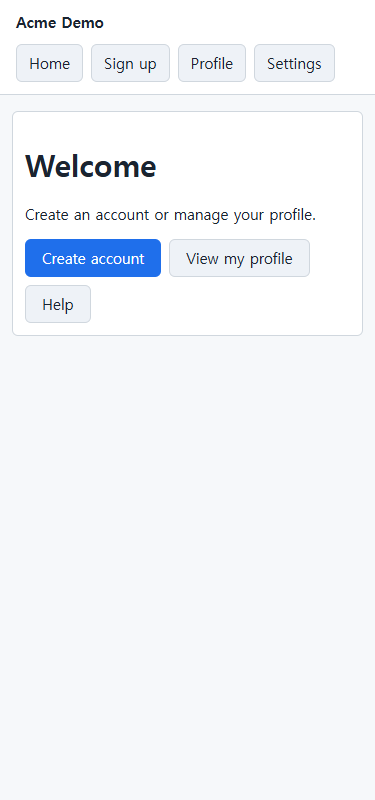 Acme Demo
Home Sign up Profile Settings
Welcome
Create an account or manage your profile.
Create account View my profile
Help